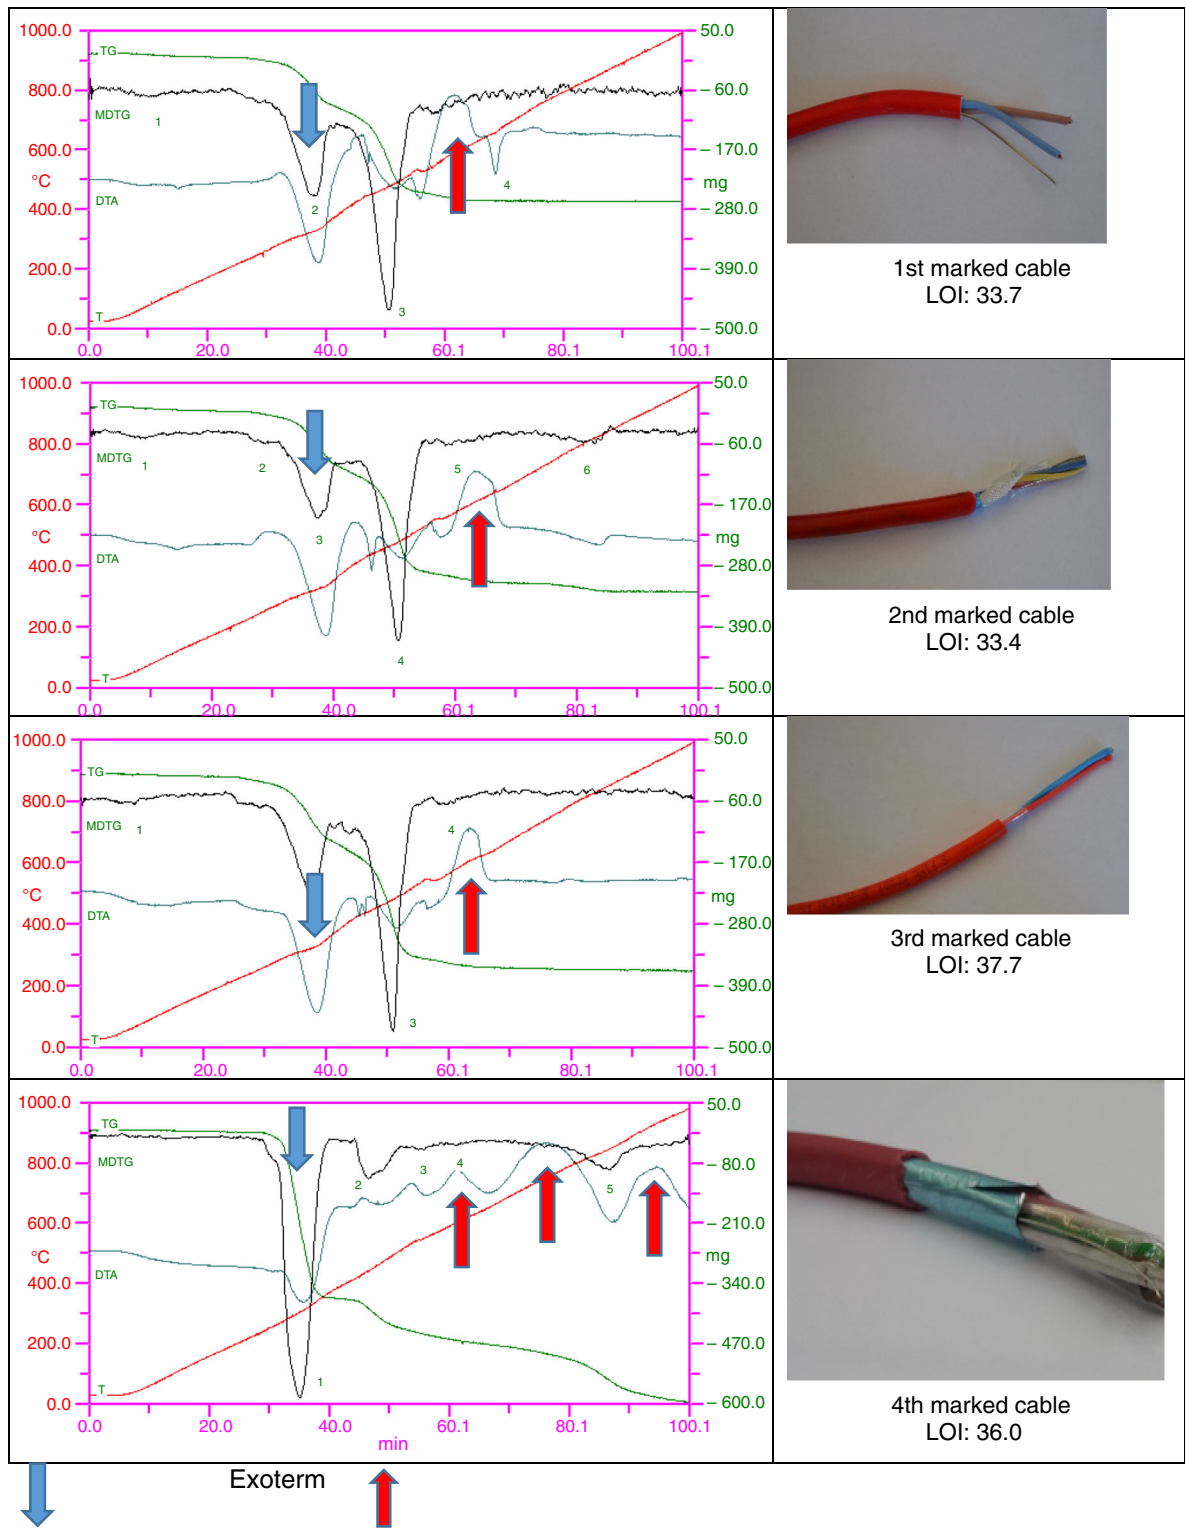 1000.0
800.0
600.0
°C
400.0
200.0
0.0
TG
MDTG
1
DTA
T
2
3
4
50.0
– 60.0
– 170.0
mg
– 280.0
– 390.0
– 500.0
0.0 20.0 40.0 60.1 80.1 100.1
1st marked cable
LOI: 33.7
1000.0
800.0
600.0
°C
400.0
200.0
0.0
TG
MDTG
1
2
3
4
5
6
DTA
T
50.0
– 60.0
– 170.0
mg
– 280.0
– 390.0
– 500.0
0.0 20.0 40.0 60.1 80.1 100.1
2nd marked cable
LOI: 33.4
1000.0
800.0
600.0
°C
400.0
200.0
0.0
TG
MDTG
1
4
DTA
3
T
50.0
– 60.0
– 170.0
mg
– 280.0
– 390.0
– 500.0
0.0 20.0 40.0 60.1 80.1 100.1
3rd marked cable
LOI: 37.7
1000.0
800.0
600.0
°C
400.0
200.0
0.0
TG
MDTG
2
3
4
5
DTA
T
1
50.0
– 80.0
– 210.0
mg
– 340.0
– 470.0
– 600.0
0.0 20.0 40.0 60.1 80.1 100.1
min
4th marked cable
LOI: 36.0
Exoterm